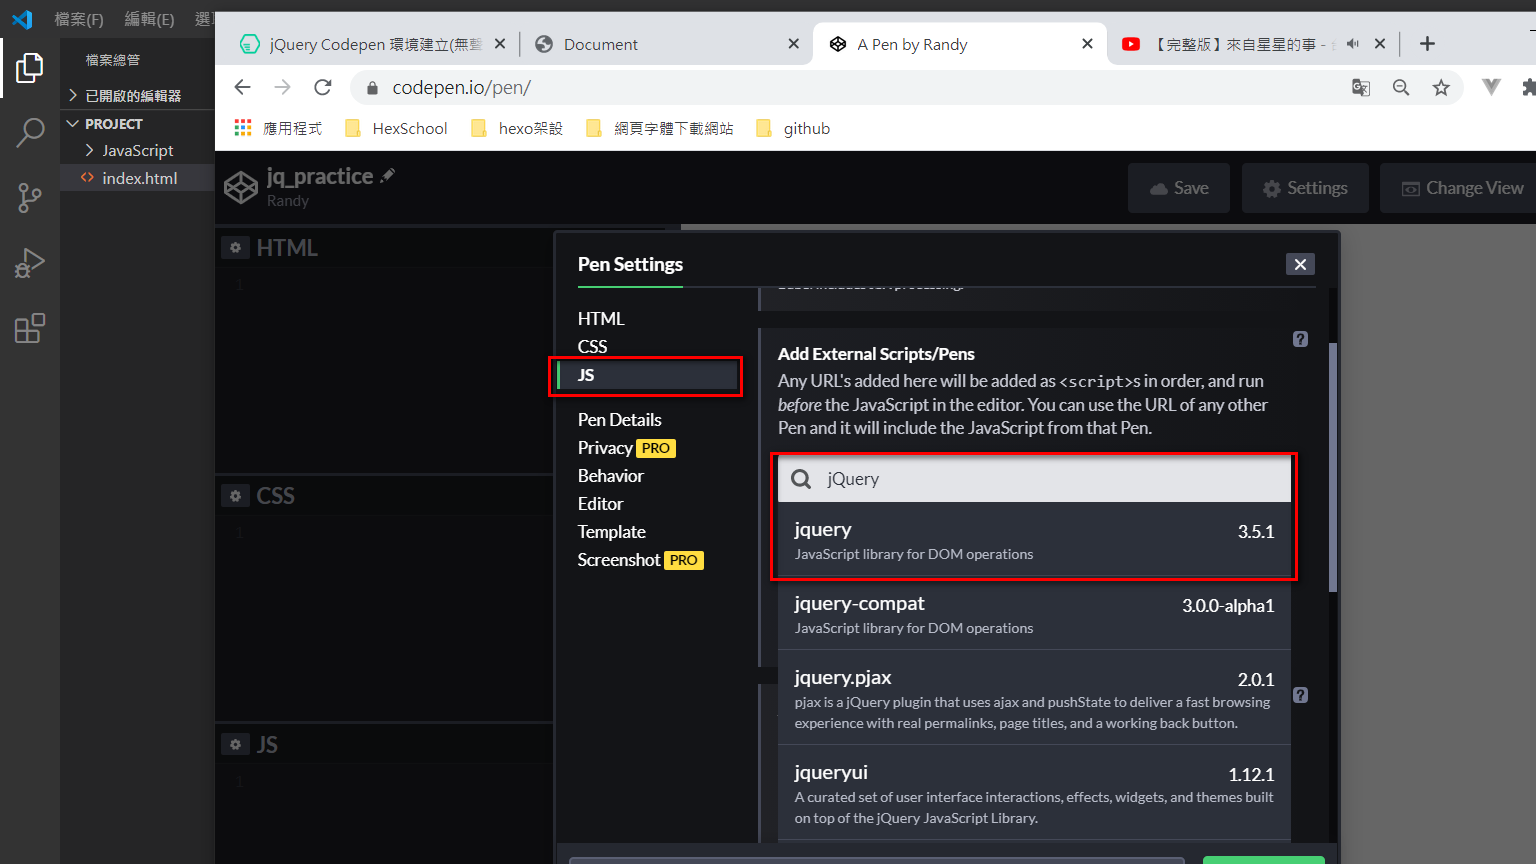 檔案(F) 編輯(E)
檔案總管
已開啟的編輯器
PROJECT
JavaScript
index.html
jQuery Codepen 環境建立(無聲
Document
A Pen by Randy
【完整版】來自星星的事 -
codepen.io/pen/
應用程式
HexSchool
hexo架設
網頁字體下載網站
github
jq_practice
Randy
Save
Settings
Change View
HTML
1
CSS
1
JS
1
Pen Settings
HTML
CSS
JS
Pen Details
Privacy PRO
Behavior
Editor
Template
Screenshot PRO
Add External Scripts/Pens
Any URL's added here will be added as <script>s in order, and run
before the JavaScript in the editor. You can use the URL of any other
Pen and it will include the JavaScript from that Pen.
jQuery
jquery 3.5.1
JavaScript library for DOM operations
jquery-compat 3.0.0-alpha1
JavaScript library for DOM operations
jquery.pjax 2.0.1
pjax is a jQuery plugin that uses ajax and pushState to deliver a fast browsing
experience with real permalinks, page titles, and a working back button.
jqueryui 1.12.1
A curated set of user interface interactions, effects, widgets, and themes built
on top of the jQuery JavaScript Library.